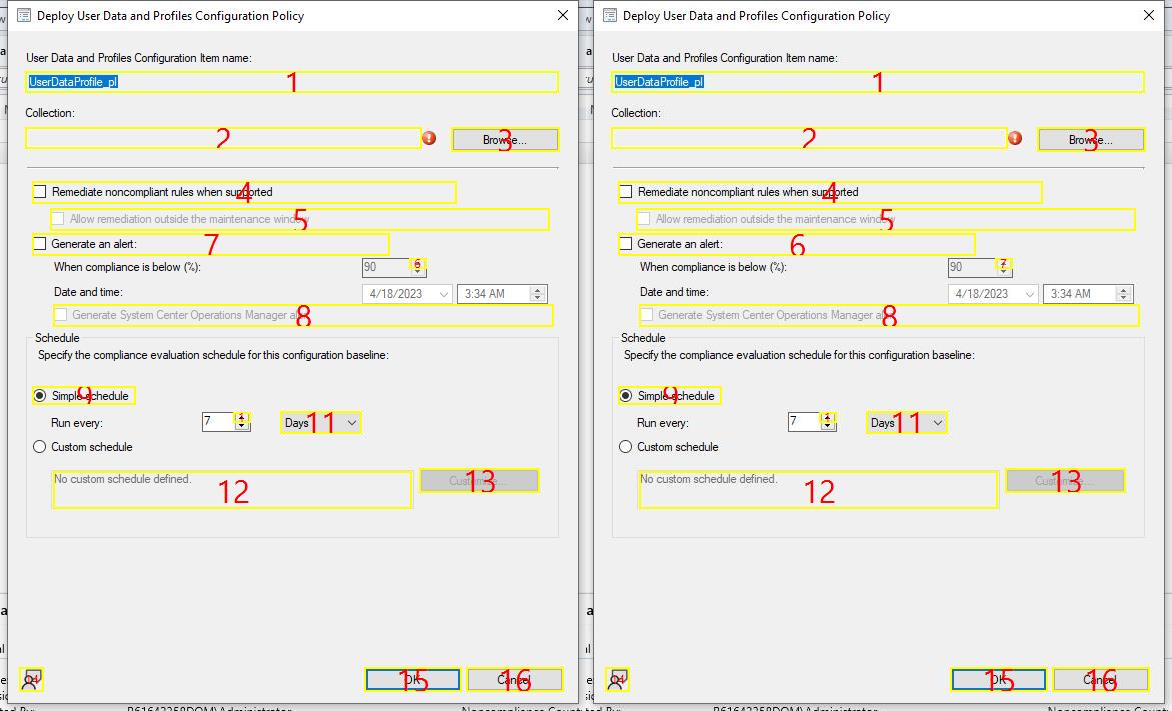 Deploy User Data and Profiles Configuration Policy
User Data and Profiles Configuration Item name:
UserDataProfile_pl
1
Collection:
2
Browse...
3
Remediate noncompliant rules when supported
4
Allow remediation outside the maintenance window
5
Generate an alert:
7
When compliance is below (%):
90
6
Date and time:
4/18/2023
3:34 AM
Generate System Center Operations Manager
8
Schedule
Specify the compliance evaluation schedule for this configuration baseline:
Simple schedule
9
Run every:
7
Days
11
Custom schedule
No custom schedule defined.
12
Customize...
13
OK
15
Cancel
16
Deploy User Data and Profiles Configuration Policy
User Data and Profiles Configuration Item name:
UserDataProfile_pl
1
Collection:
2
Browse...
3
Remediate noncompliant rules when supported
4
Allow remediation outside the maintenance window
5
Generate an alert:
6
When compliance is below (%):
90
7
Date and time:
4/18/2023
3:34 AM
Generate System Center Operations Manager
8
Schedule
Specify the compliance evaluation schedule for this configuration baseline:
Simple schedule
9
Run every:
7
Days
11
Custom schedule
No custom schedule defined.
12
Customize...
13
OK
15
Cancel
16